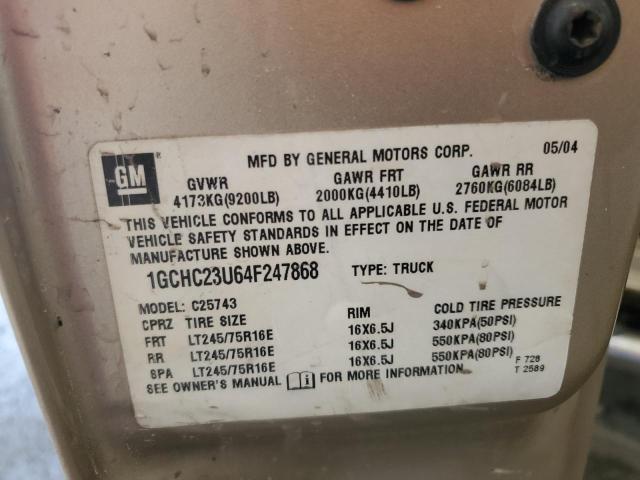 GM
MFD BY GENERAL MOTORS CORP. 05/04
GVWR GAWR FRT GAWR RR
4173KG(9200LB) 2000KG(4410LB) 2760KG(6084LB)
THIS VEHICLE CONFORMS TO ALL APPLICABLE U.S. FEDERAL MOTOR
VEHICLE SAFETY STANDARDS IN EFFECT ON THE DATE OF
MANUFACTURE SHOWN ABOVE.
1GCHC23U64F247868 TYPE: TRUCK
MODEL: C25743
CPRZ TIRE SIZE RIM COLD TIRE PRESSURE
FRT LT245/75R16E 16X6.5J 340KPA(50PSI)
RR LT245/75R16E 16X6.5J 550KPA(80PSI)
SPA LT245/75R16E 16X6.5J 550KPA(80PSI)
SEE OWNER'S MANUAL FOR MORE INFORMATION
F 728
T 2589